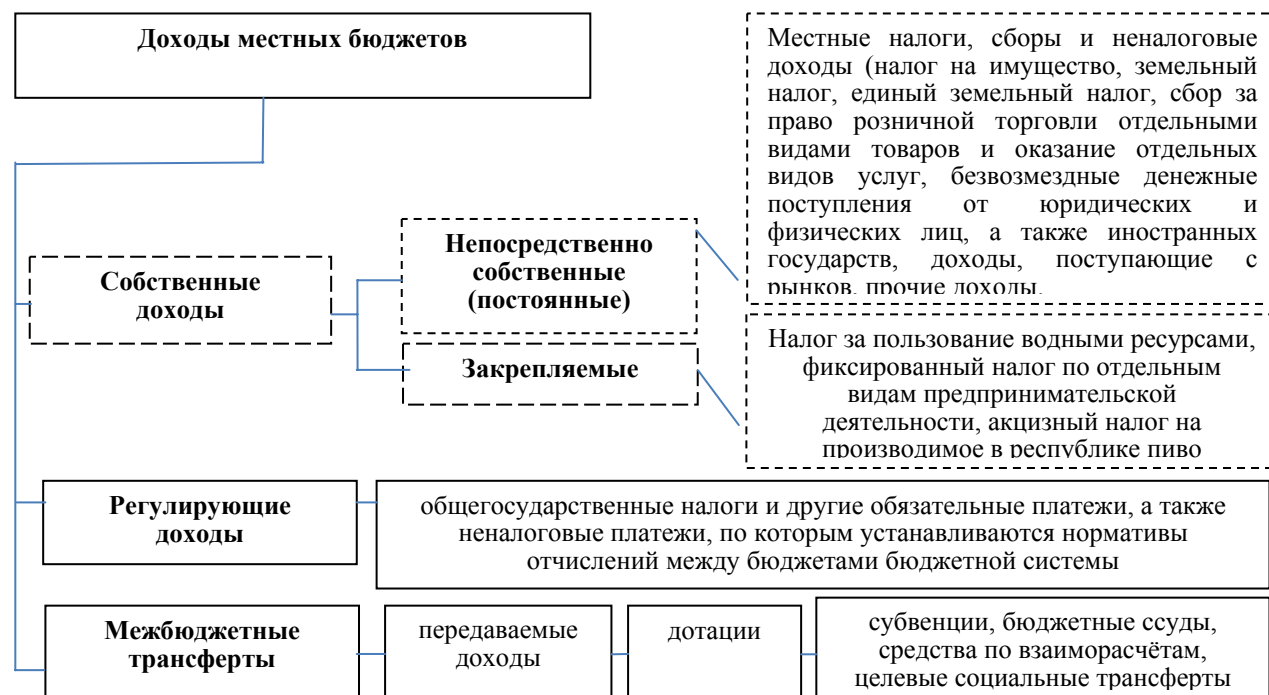 Доходы местных бюджетов
Местные налоги, сборы и неналоговые
доходы (налог на имущество, земельный
налог, единый земельный налог, сбор за
право розничной торговли отдельными
видами товаров и оказание отдельных
видов услуг, безвозмездные денежные
поступления от юридических и
физических лиц, а также иностранных
государств, доходы, поступающие с
рынков, прочие доходы.
Собственные
доходы
Непосредственно
собственные
(постоянные)
Закрепляемые
Налог за пользование водными ресурсами,
фиксированный налог по отдельным
видам предпринимательской
деятельности, акцизный налог на
производимое в республике пиво
Регулирующие
доходы
общегосударственные налоги и другие обязательные платежи, а также
неналоговые платежи, по которым устанавливаются нормативы
отчислений между бюджетами бюджетной системы
Межбюджетные
трансферты
передаваемые
доходы
дотации
субвенции, бюджетные ссуды,
средства по взаиморасчётам,
целевые социальные трансферты